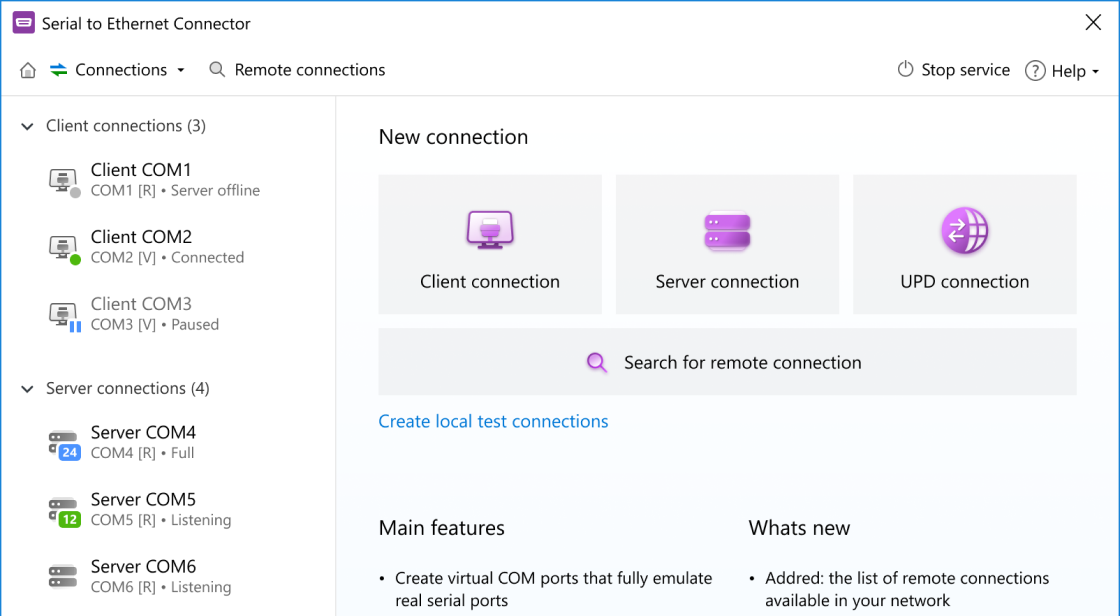 Serial to Ethernet Connector
Connections
Remote connections
Stop service
? Help
Client connections (3)
Client COM1
COM1 [R] • Server offline
Client COM2
COM2 [V] • Connected
Client COM3
COM3 [V] • Paused
Server connections (4)
Server COM4
24
COM4 [R] • Full
Server COM5
12
COM5 [R] • Listening
Server COM6
COM6 [R] • Listening
New connection
Client connection
Server connection
UPD connection
Search for remote connection
Create local test connections
Main features
• Create virtual COM ports that fully emulate
real serial ports
Whats new
• Addred: the list of remote connections
available in your network